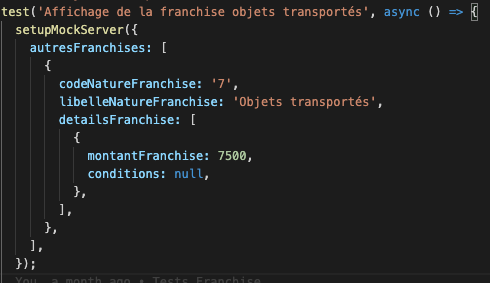 test('Affichage de la franchise objets transportés', async () => {
setupMockServer({
autresFranchises: [
{
codeNatureFranchise: '7',
libelleNatureFranchise: 'Objets transportés',
detailsFranchise: [
{
montantFranchise: 7500,
conditions: null,
},
],
},
],
});
You, a month ago • Tests Franchise